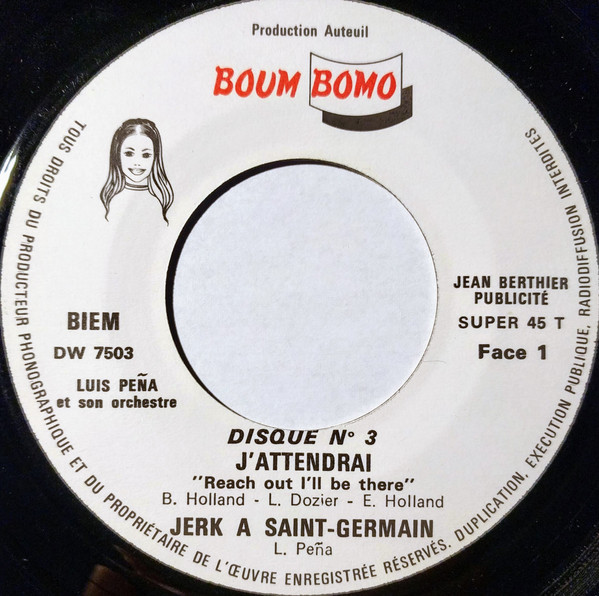 Production Auteuil
BOUM BOMO
TOUS DROITS DU PRODUCTEUR PHONOGRAPHIQUE ET DU PROPRIÉTAIRE DE L'ŒUVRE ENREGISTRÉE RÉSERVÉS. DUPLICATION, EXECUTION PUBLIQUE, RADIODIFFUSION INTERDITES
BIEM
DW 7503
LUIS PEÑA
et son orchestre
JEAN BERTHIER
PUBLICITÉ
SUPER 45 T
Face 1
DISQUE N° 3
J'ATTENDRAI
"Reach out I'll be there"
B. Holland - L. Dozier - E. Holland
JERK A SAINT-GERMAIN
L. Peña